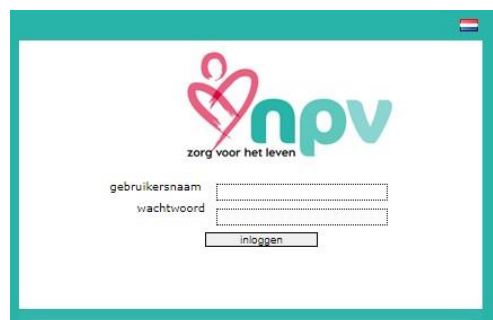 npv
zorg voor het leven
gebruikersnaam
wachtwoord
inloggen